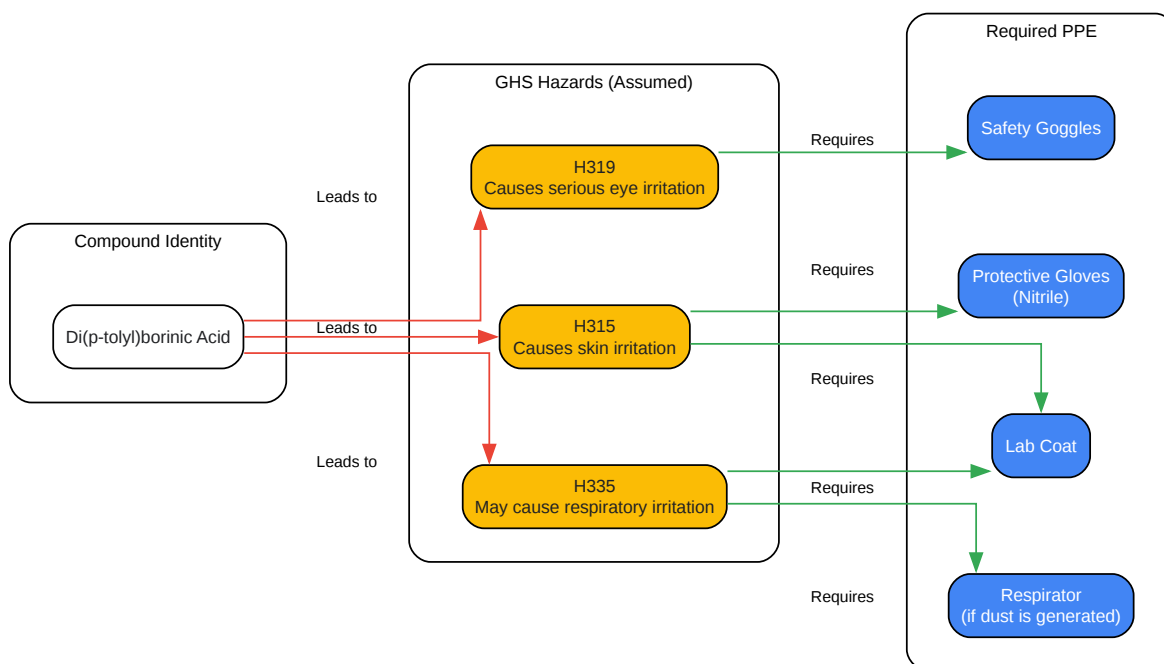 Compound Identity
Di(p-tolyl)borinic Acid
Leads to
Leads to
Leads to
GHS Hazards (Assumed)
H319
Causes serious eye irritation
H315
Causes skin irritation
H335
May cause respiratory irritation
Requires
Requires
Requires
Requires
Requires
Required PPE
Safety Goggles
Protective Gloves
(Nitrile)
Lab Coat
Respirator
(if dust is generated)